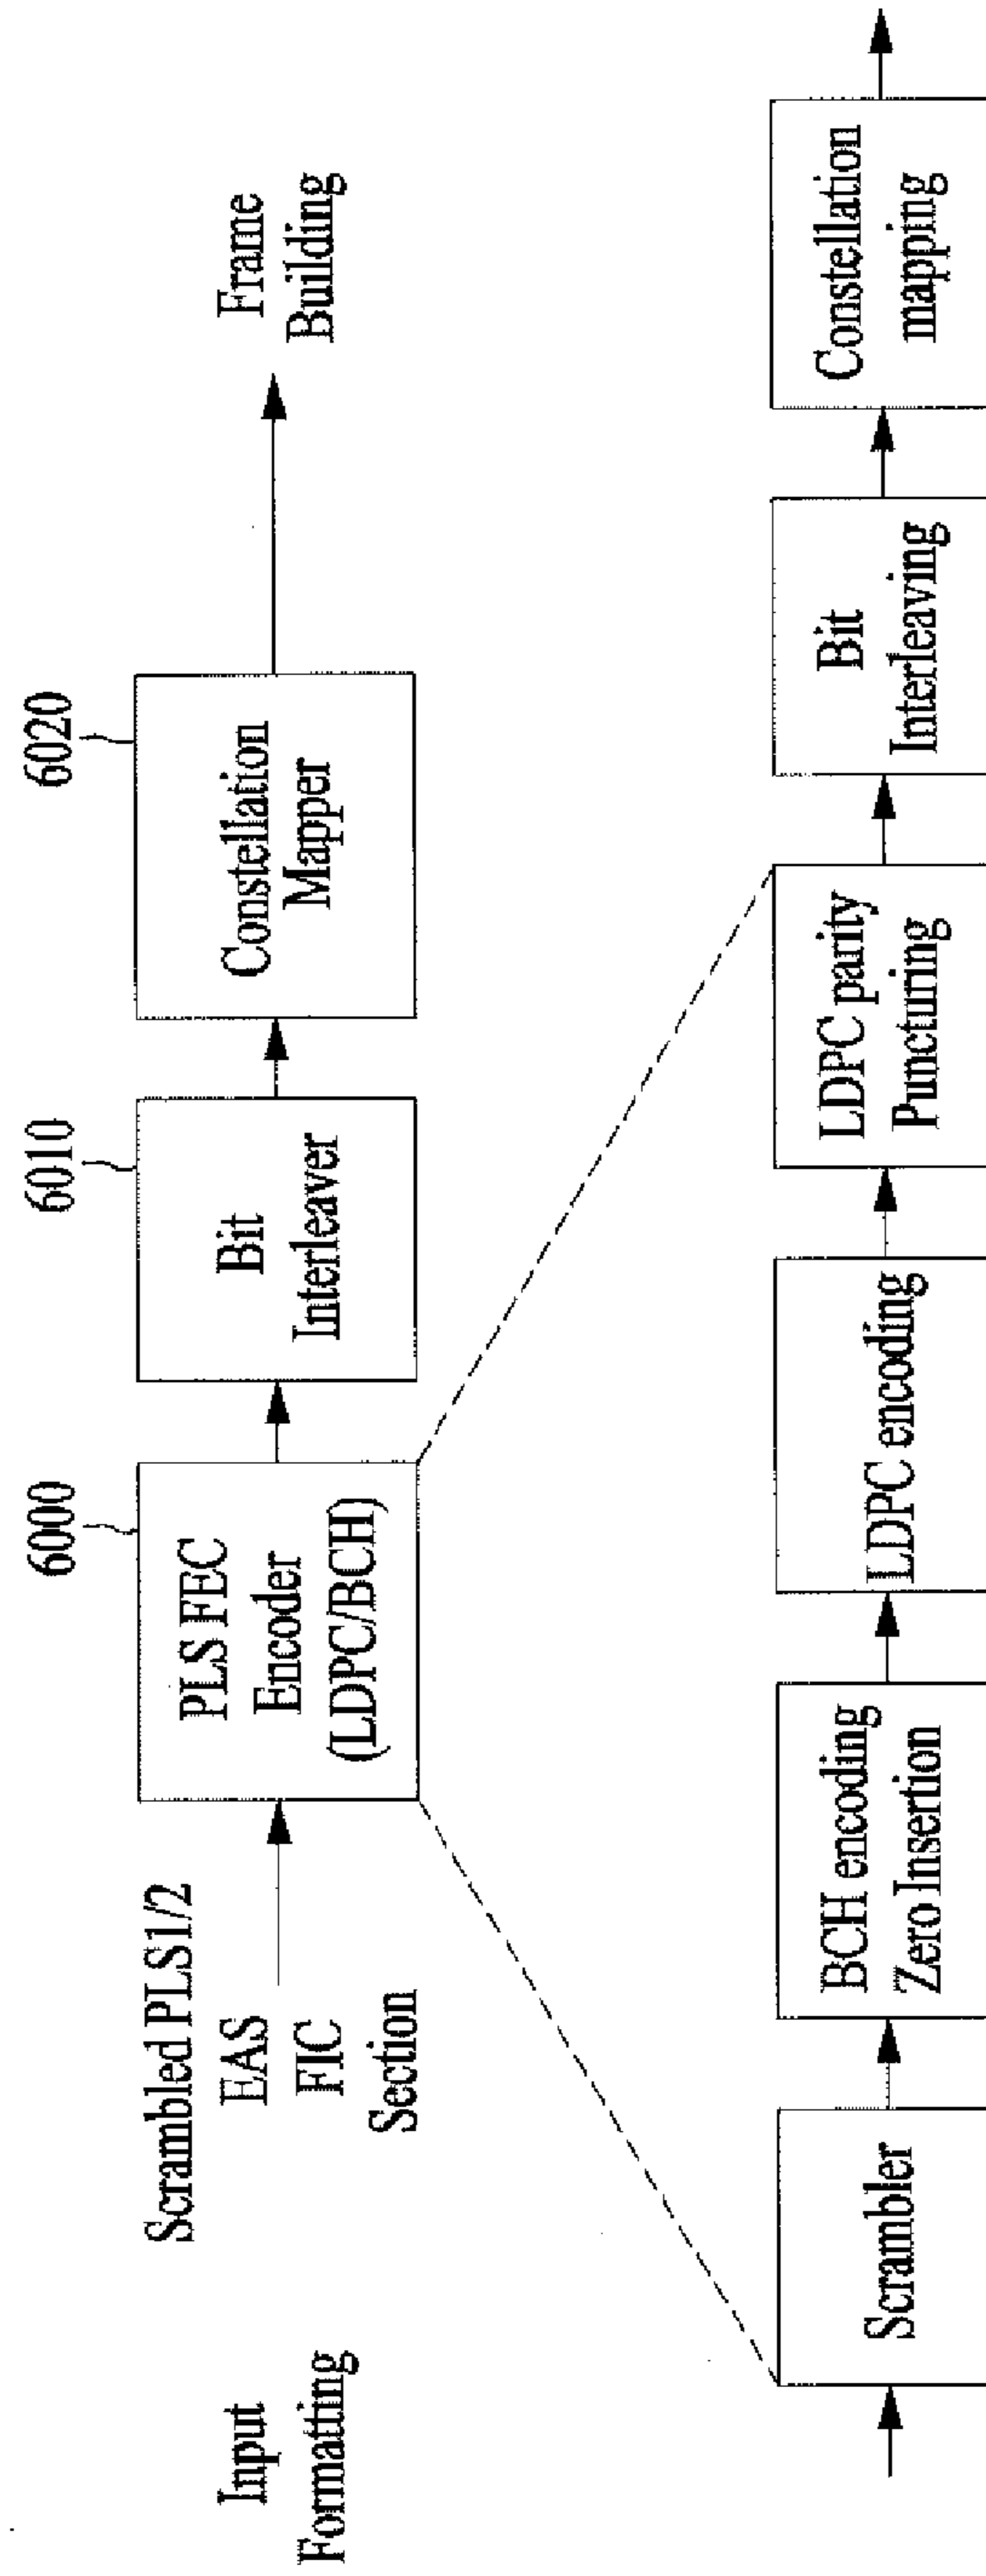 Input
Formatting
Scrambled PLS1/2
EAS
FIC
Section
6000
PLS FEC
Encoder
(LDPC/BCH)
6010
Bit
Interleaver
6020
Constellation
Mapper
Frame
Building
Scrambler
BCH encoding
Zero Insertion
LDPC encoding
LDPC parity
Puncturing
Bit
Interleaving
Constellation
mapping